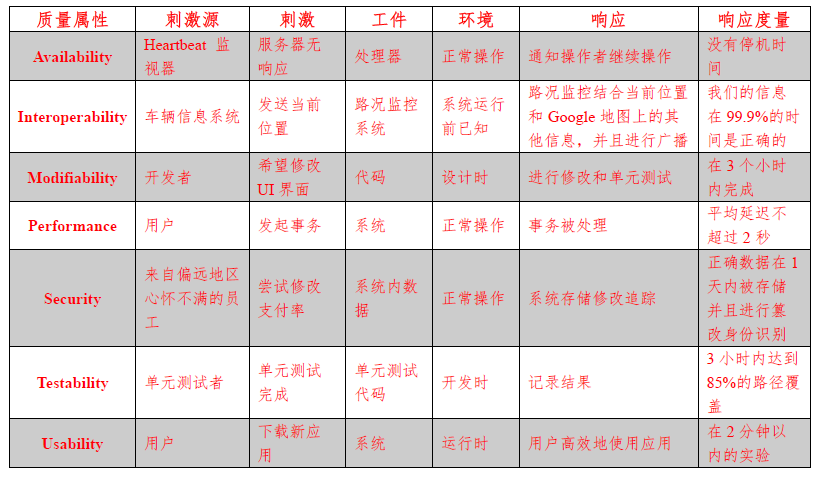 质量属性 刺激源 刺激 工件 环境 响应 响应度量
Availability
Heartbeat 监
视器
服务器无
响应
处理器
正常操作
通知操作者继续操作
没有停机时
间
Interoperability
车辆信息系统
发送当前
位置
路况监控
系统
系统运行
前已知
路况监控结合当前位置
和 Google 地图上的其
他信息，并且进行广播
我们的信息
在 99.9%的时
间是正确的
Modifiability
开发者
希望修改
UI 界面
代码
设计时
进行修改和单元测试
在 3 个小时
内完成
Performance
用户
发起事务
系统
正常操作
事务被处理
平均延迟不
超过 2 秒
Security
来自偏远地区
心怀不满的员
工
尝试修改
支付率
系统内数
据
正常操作
系统存储修改追踪
正确数据在 1
天内被存储
并且进行篡
改身份识别
Testability
单元测试者
单元测试
完成
单元测试
代码
开发时
记录结果
3 小时内达到
85%的路径覆
盖
Usability
用户
下载新应
用
系统
运行时
用户高效地使用应用
在 2 分钟以
内的实验